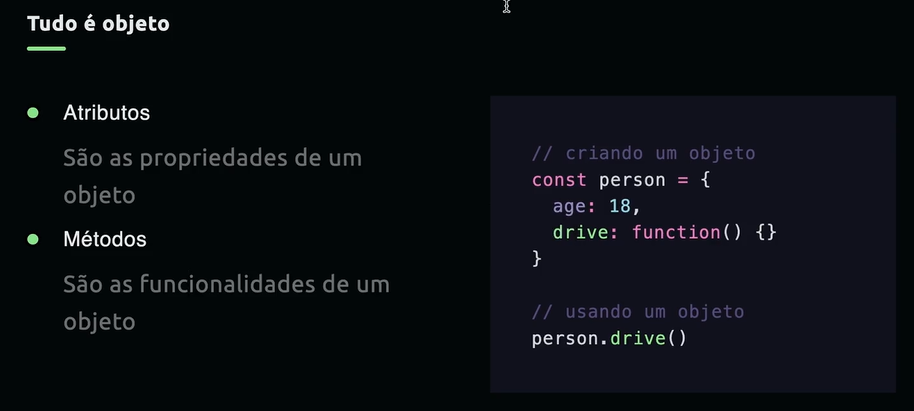 Tudo é objeto
Atributos
São as propriedades de um
objeto
Métodos
São as funcionalidades de um
objeto
// criando um objeto
const person = {
  age: 18,
  drive: function() {}
}
// usando um objeto
person.drive()